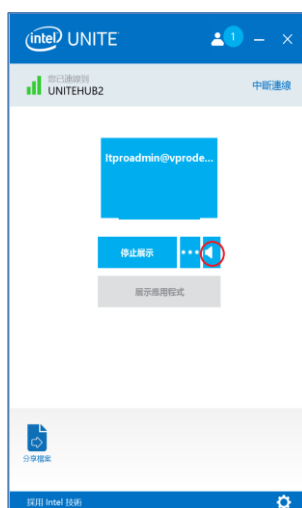 intel UNITE
1
您已連線到
UNITEHUB2
中斷連線
Itproadmin@vprode...
停止展示
展示應用程式
分享檔案
採用 Intel 技術